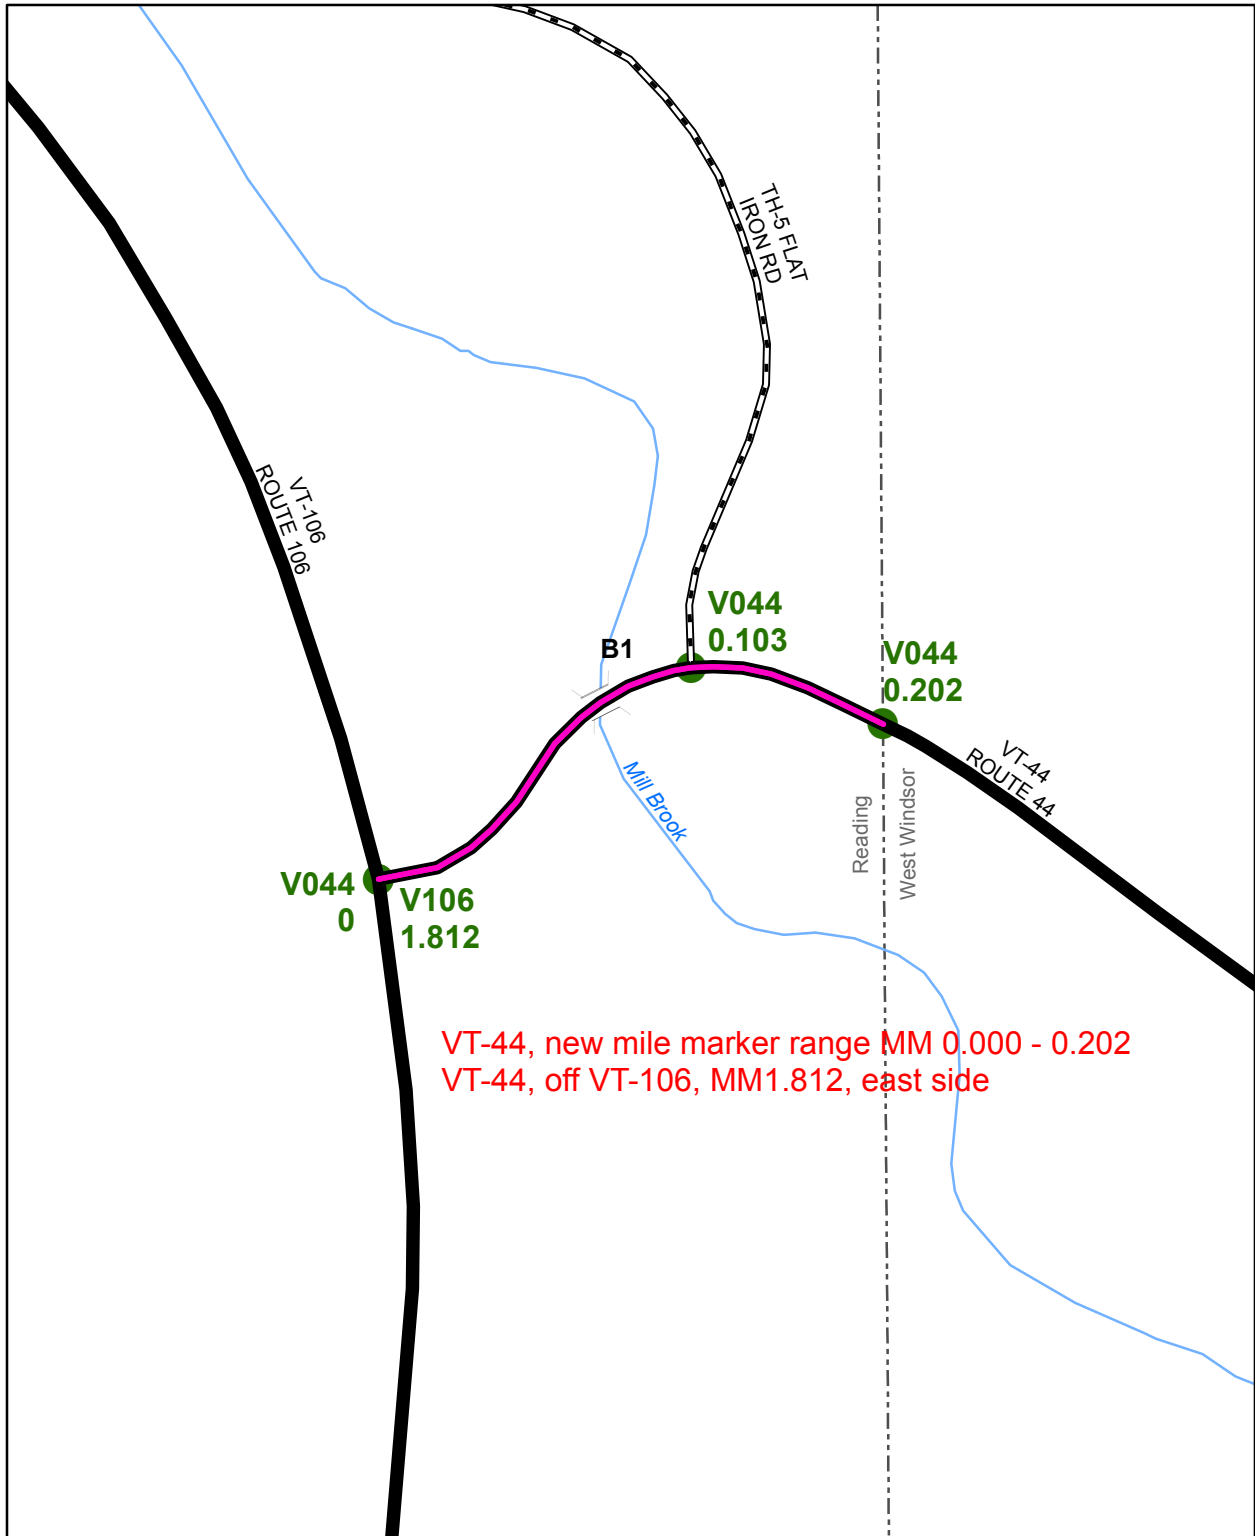 TH-5 FLAT
IRON RD
VT-106
ROUTE 106
V044
0.103
B1
V044
0.202
VT-44
ROUTE 44
Mill Brook
Reading
West Windsor
V044
0
V106
1.812
VT-44, new mile marker range MM 0.000 - 0.202
VT-44, off VT-106, MM1.812, east side